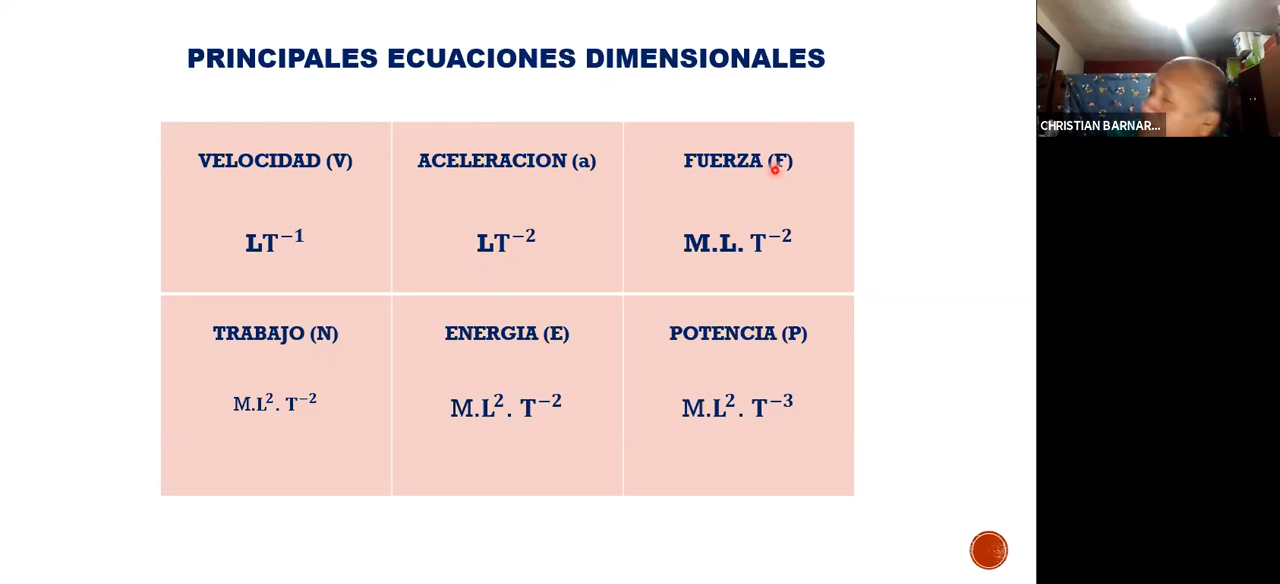 PRINCIPALES ECUACIONES DIMENSIONALES
VELOCIDAD (V)
LT⁻¹
ACELERACION (a)
LT⁻²
FUERZA (F)
M.L. T⁻²
TRABAJO (N)
M.L². T⁻²
ENERGIA (E)
M.L². T⁻²
POTENCIA (P)
M.L². T⁻³
CHRISTIAN BARNAR...